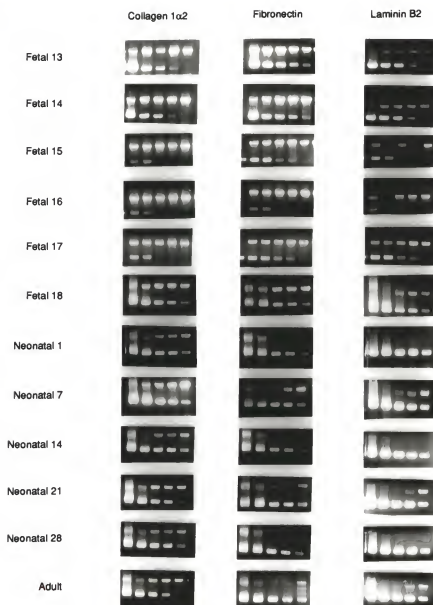 Collagen 1α2 Fibronectin Laminin B2
Fetal 13
Fetal 14
Fetal 15
Fetal 16
Fetal 17
Fetal 18
Neonatal 1
Neonatal 7
Neonatal 14
Neonatal 21
Neonatal 28
Adult